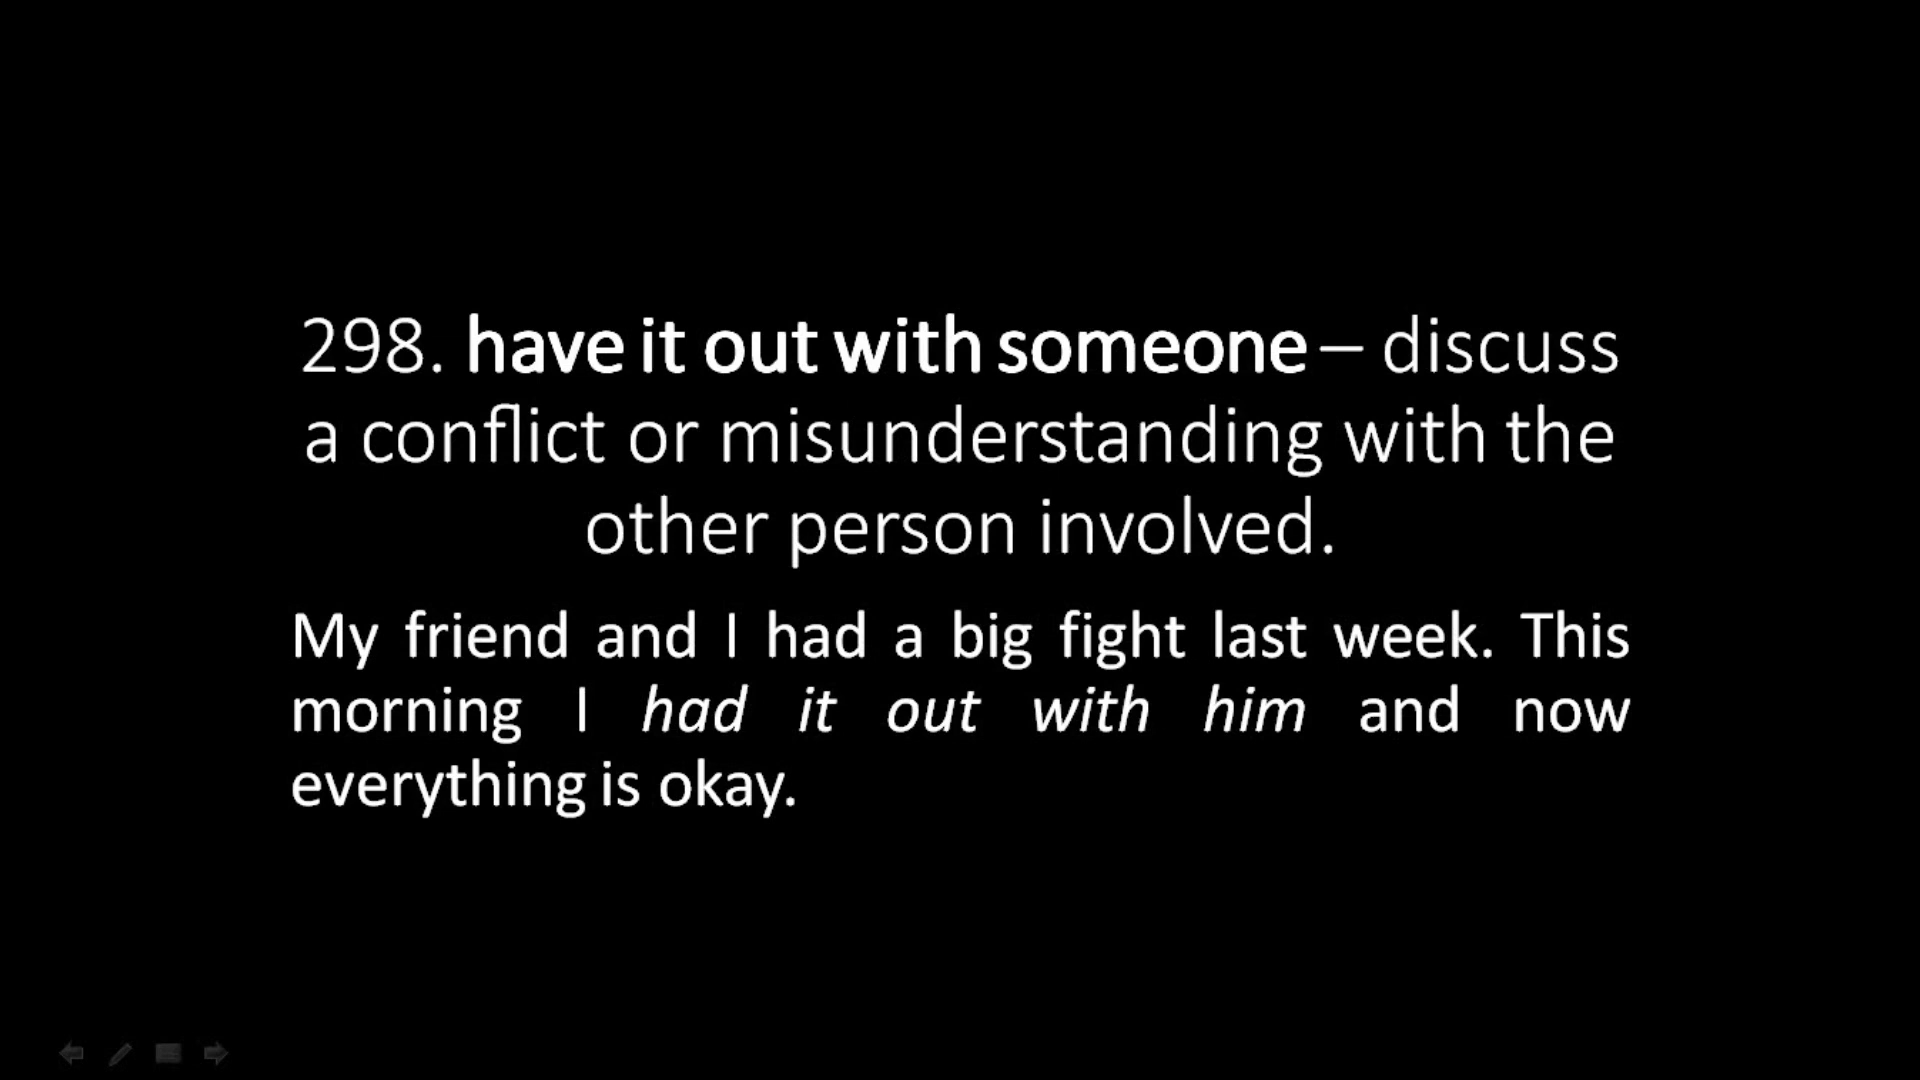 298. have it out with someone – discuss
a conflict or misunderstanding with the
other person involved.
My friend and I had a big fight last week. This
morning I had it out with him and now
everything is okay.